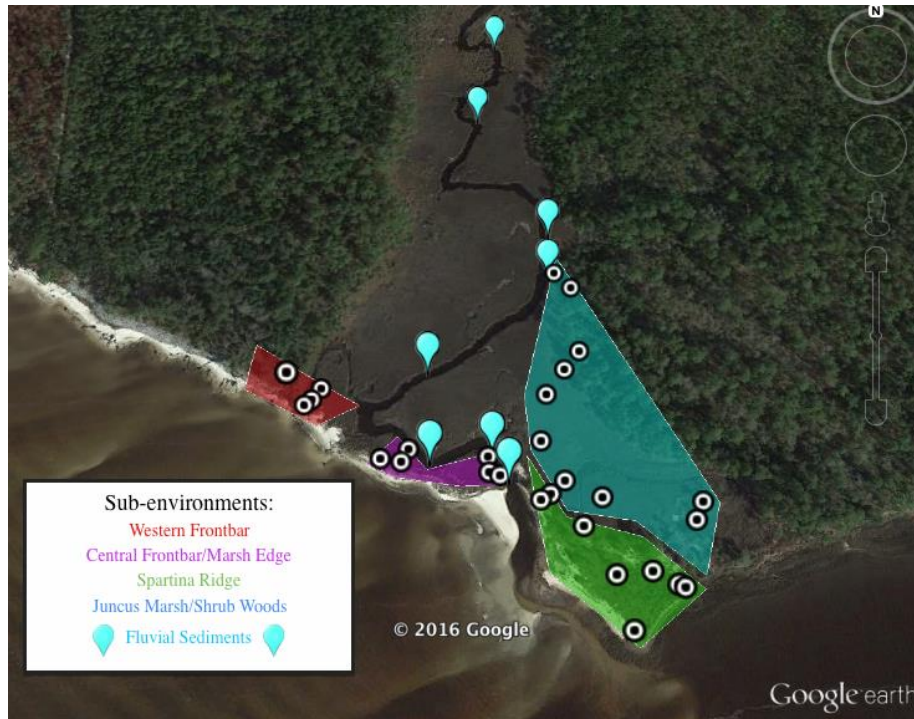 N
Sub-environments:
Western Frontbar
Central Frontbar/Marsh Edge
Spartina Ridge
Juncus Marsh/Shrub Woods
Fluvial Sediments
© 2016 Google
Google earth